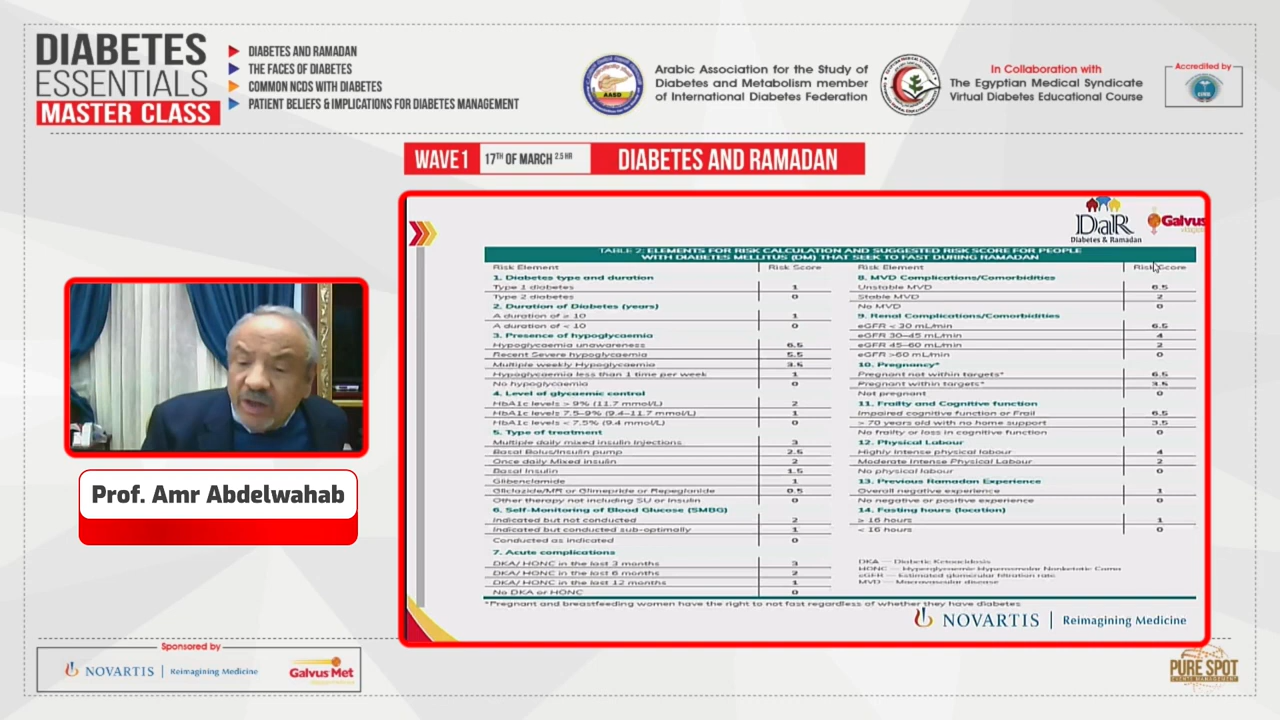 DIABETES
ESSENTIALS
MASTER CLASS
DIABETES AND RAMADAN
THE FACES OF DIABETES
COMMON NCDS WITH DIABETES
PATIENT BELIEFS & IMPLICATIONS FOR DIABETES MANAGEMENT
AASD
Arabic Association for the Study of
Diabetes and Metabolism member
of International Diabetes Federation
In Collaboration with
The Egyptian Medical Syndicate
Virtual Diabetes Educational Course
Accredited by
WAVE1 17TH OF MARCH 2.5 HR DIABETES AND RAMADAN
DaR
Diabetes & Ramadan
Galvus
TABLE 2: ELEMENTS FOR RISK CALCULATION AND SUGGESTED RISK SCORE FOR PEOPLE
WITH DIABETES MELLITUS (DM) THAT SEEK TO FAST DURING RAMADAN
Risk Element Risk Score
1. Diabetes type and duration
Type 1 diabetes 1
Type 2 diabetes 0
2. Duration of Diabetes (years)
A duration of ≥ 10 1
A duration of < 10 0
3. Presence of hypoglycaemia
Hypoglycaemia unawareness 6.5
Recent Severe hypoglycaemia 5.5
Multiple weekly Hypoglycaemia 3.5
Hypoglycaemia less than 1 time per week 1
No hypoglycaemia 0
4. Level of glycaemic control
HbA1c levels > 9% (11.7 mmol/L) 2
HbA1c levels 7.5–9% (9.4–11.7 mmol/L) 1
HbA1c levels < 7.5% (9.4 mmol/L) 0
5. Type of treatment
Multiple daily mixed insulin Injections 3
Basal Bolus/Insulin pump 2.5
Once daily Mixed insulin 2
Basal Insulin 1.5
Glibenclamide 1
Gliclazide/MR or Glimepride or Repeglanide 0.5
Other therapy not including SU or Insulin 0
6. Self-Monitoring of Blood Glucose (SMBG)
Indicated but not conducted 2
Indicated but conducted sub-optimally 1
Conducted as indicated 0
7. Acute complications
DKA/ HONC in the last 3 months 3
DKA/ HONC in the last 6 months 2
DKA/ HONC in the last 12 months 1
No DKA or HONC 0
Risk Element Risk Score
8. MVD Complications/Comorbidities
Unstable MVD 6.5
Stable MVD 2
No MVD 0
9. Renal Complications/Comorbidities
eGFR < 30 mL/min 6.5
eGFR 30–45 mL/min 4
eGFR 45–60 mL/min 2
eGFR >60 mL/min 0
10. Pregnancy*
Pregnant not within targets* 6.5
Pregnant within targets* 3.5
Not pregnant 0
11. Frailty and Cognitive function
Impaired cognitive function or Frail 6.5
> 70 years old with no home support 3.5
No frailty or loss in cognitive function 0
12. Physical Labour
Highly Intense physical labour 4
Moderate Intense Physical Labour 2
No physical labour 0
13. Previous Ramadan Experience
Overall negative experience 1
No negative or positive experience 0
14. Fasting hours (location)
≥ 16 hours 1
< 16 hours 0
DKA — Diabetic Ketoacidosis
HONC — Hyperglycaemic Hyperosmolar Nonketotic Coma
eGFR — Estimated glomerular filtration rate
MVD — Macrovascular disease
*Pregnant and breastfeeding women have the right to not fast regardless of whether they have diabetes
NOVARTIS | Reimagining Medicine
Prof. Amr Abdelwahab
Sponsored by
NOVARTIS | Reimagining Medicine
Galvus Met
PURE SPOT
EVENTS MANAGEMENT